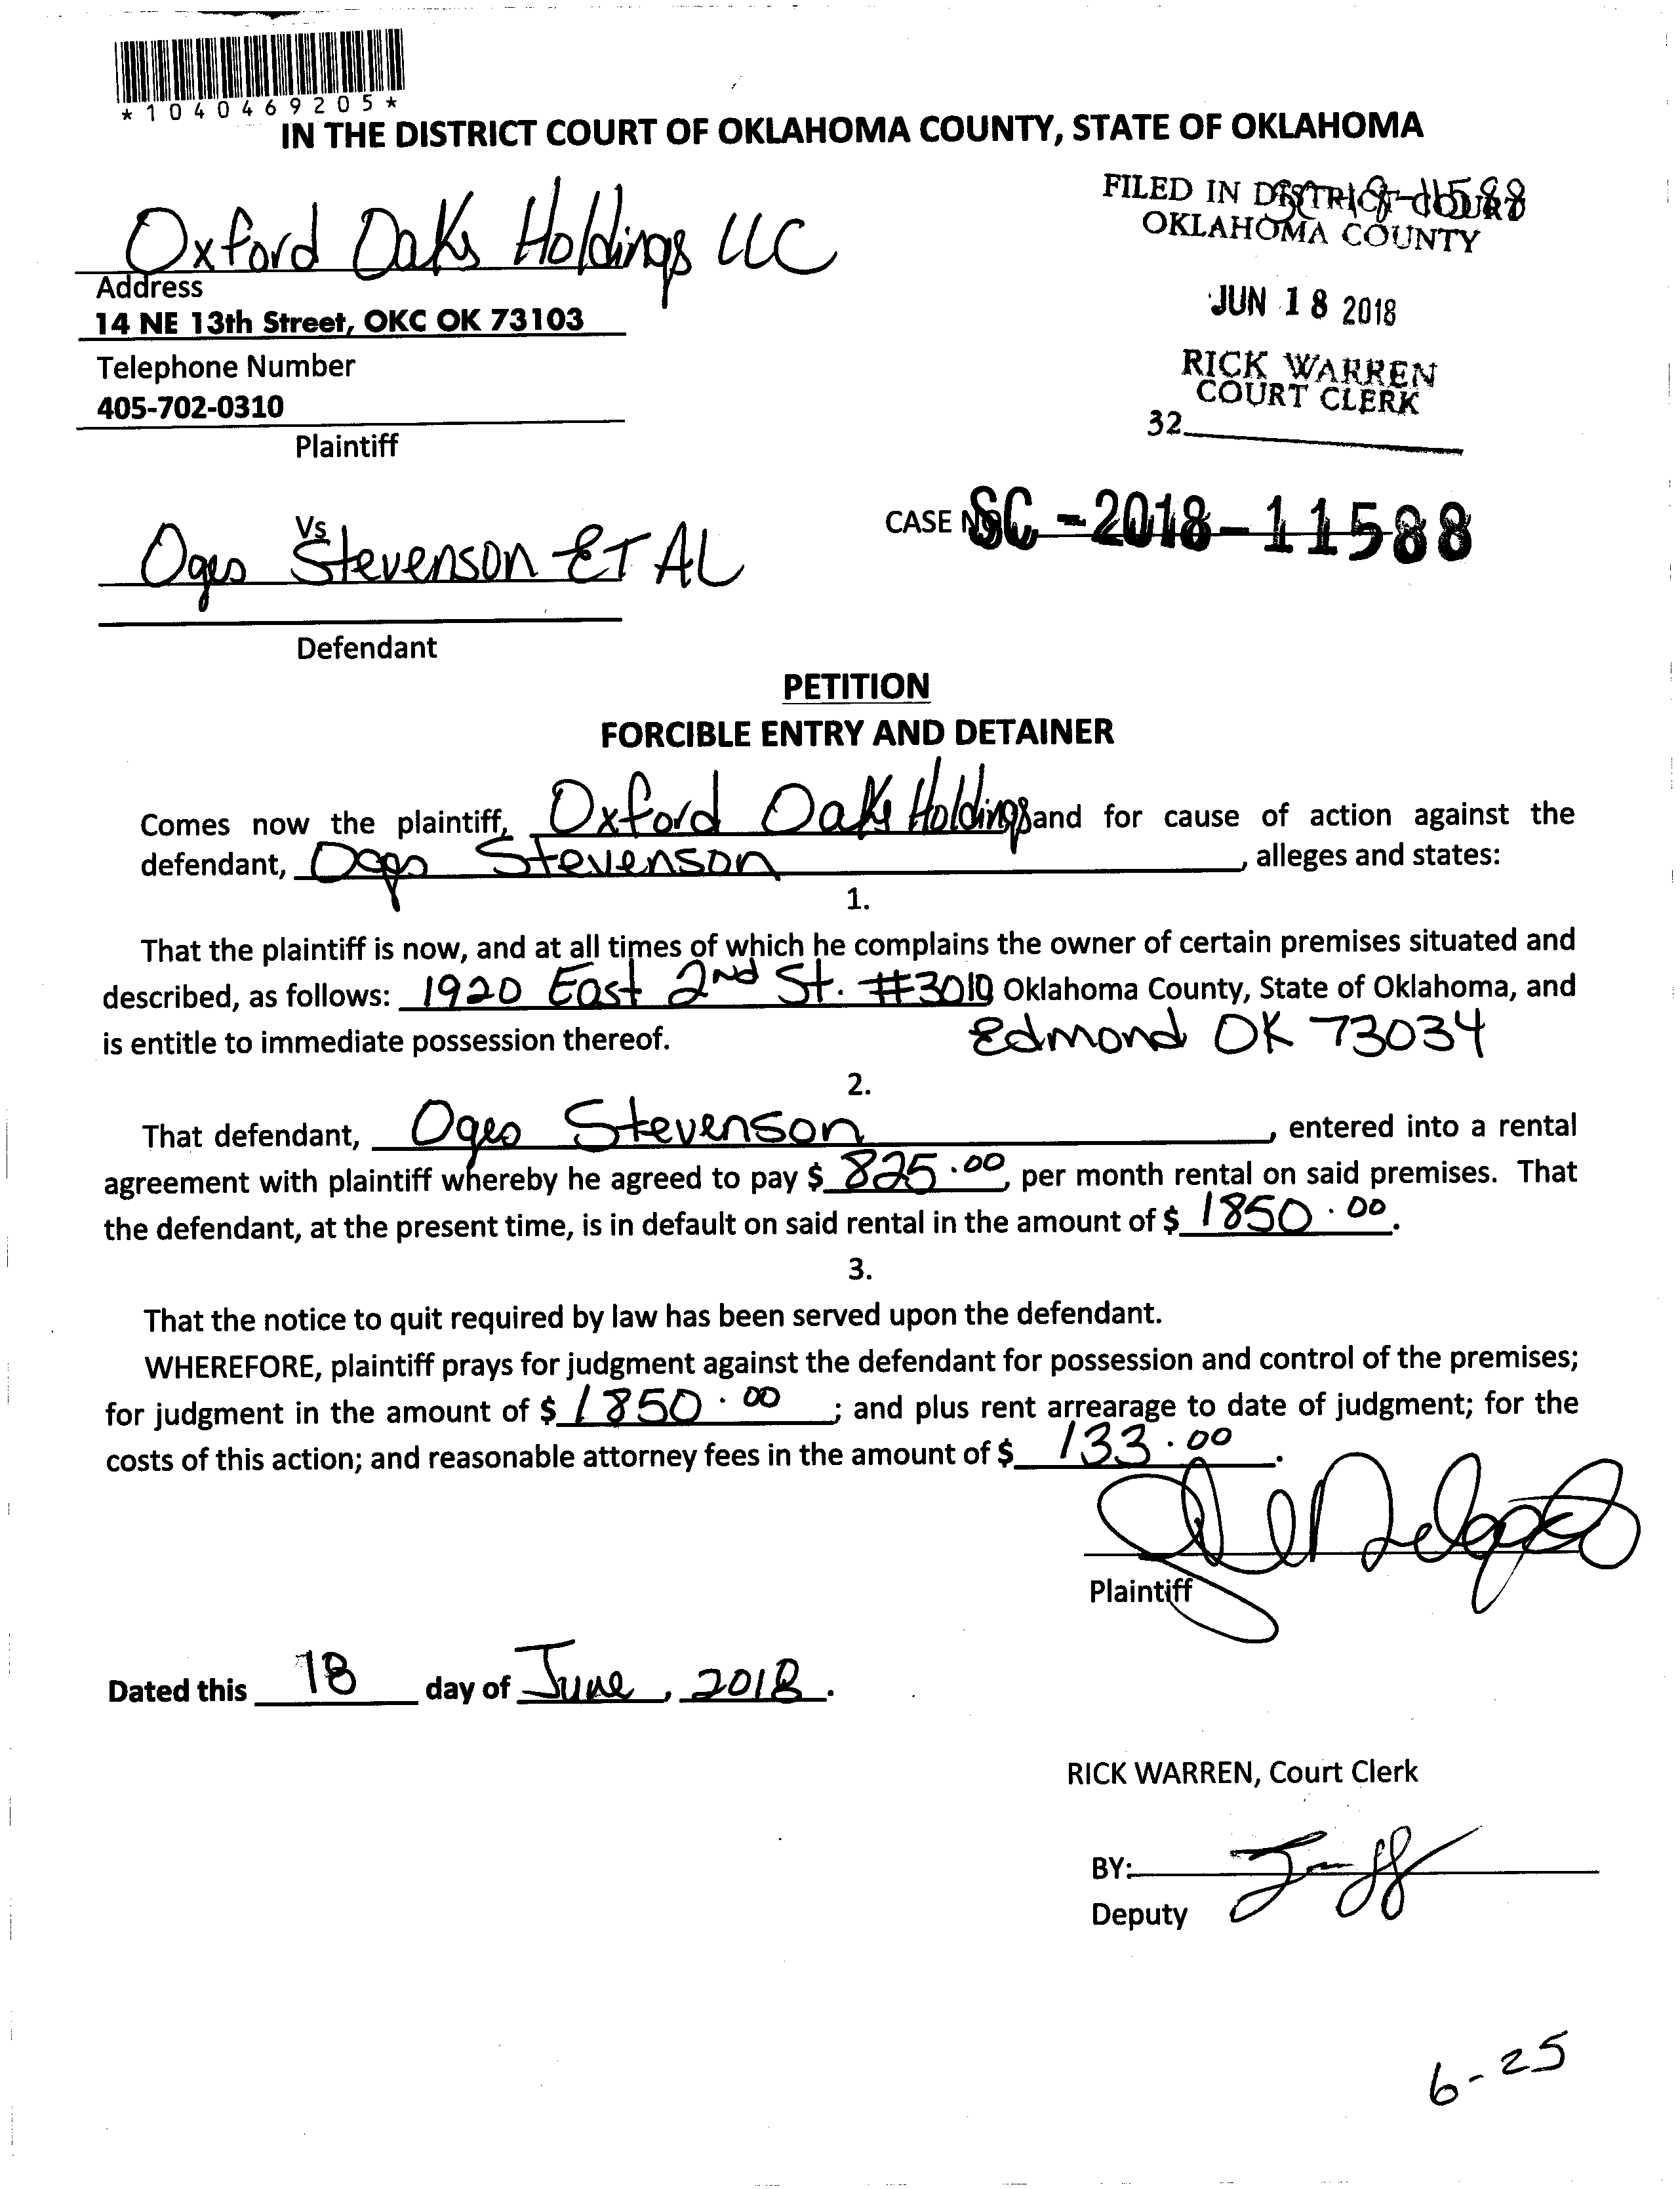 *1040469205*
IN THE DISTRICT COURT OF OKLAHOMA COUNTY, STATE OF OKLAHOMA
Oxford Oaks Holdings LLC
Address
14 NE 13th Street, OKC OK 73103
Telephone Number
405-702-0310
Plaintiff
FILED IN DISTRICT COURT
OKLAHOMA COUNTY
JUN 18 2018
RICK WARREN
COURT CLERK
32
Vs
Stevenson ET AL
CASE NO. SC-2018-11588
Defendant
PETITION
FORCIBLE ENTRY AND DETAINER
Comes now the plaintiff, Oxford Oaks Holdings and for cause of action against the
defendant, Stevenson, alleges and states:
1.
That the plaintiff is now, and at all times of which he complains the owner of certain premises situated and
described, as follows: 1920 East 2nd St. Oklahoma County, State of Oklahoma, and
is entitle to immediate possession thereof. Edmond OK 73034
2.
That defendant, Stevenson, entered into a rental
agreement with plaintiff whereby he agreed to pay $ 825.00, per month rental on said premises. That
the defendant, at the present time, is in default on said rental in the amount of $ 1850.00.
3.
That the notice to quit required by law has been served upon the defendant.
WHEREFORE, plaintiff prays for judgment against the defendant for possession and control of the premises;
for judgment in the amount of $ 1850.00; and plus rent arrearage to date of judgment; for the
costs of this action; and reasonable attorney fees in the amount of $ 133.00.
Plaintiff
Dated this 18 day of June, 2018.
RICK WARREN, Court Clerk
BY:
Deputy
6-25